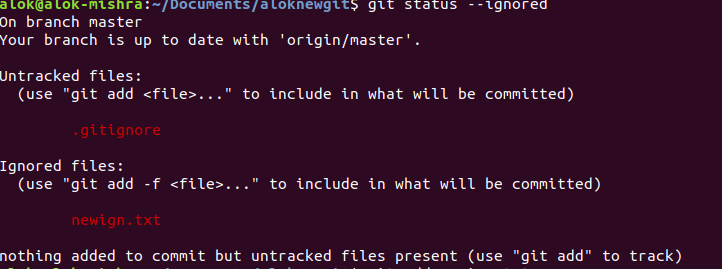 alok@alok-mishra:~/Documents/aloknewgit$ git status --ignored
On branch master
Your branch is up to date with 'origin/master'.
Untracked files:
(use "git add <file>..." to include in what will be committed)
.gitignore
Ignored files:
(use "git add -f <file>..." to include in what will be committed)
newign.txt
nothing added to commit but untracked files present (use "git add" to track)